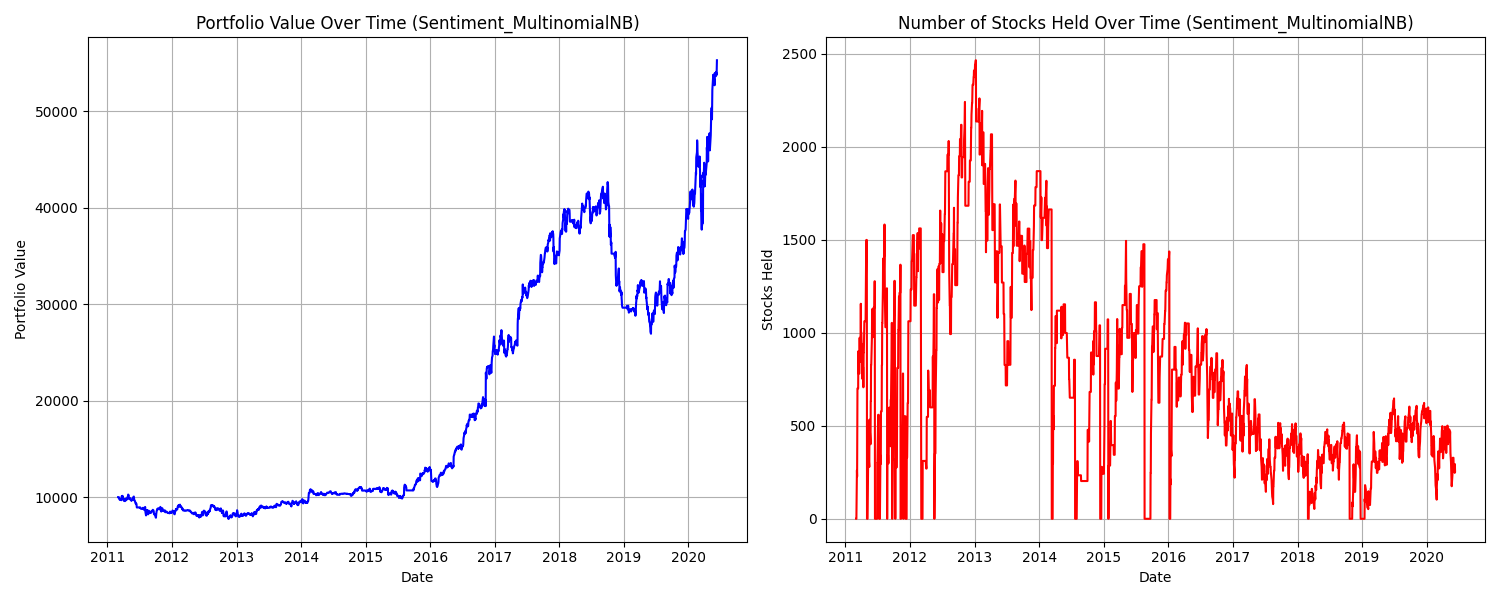 Portfolio Value Over Time (Sentiment_MultinomialNB)
50000
40000
30000
20000
10000
Portfolio Value
2011 2012 2013 2014 2015 2016 2017 2018 2019 2020
Date
Number of Stocks Held Over Time (Sentiment_MultinomialNB)
2500
2000
1500
1000
500
0
Stocks Held
2011 2012 2013 2014 2015 2016 2017 2018 2019 2020
Date